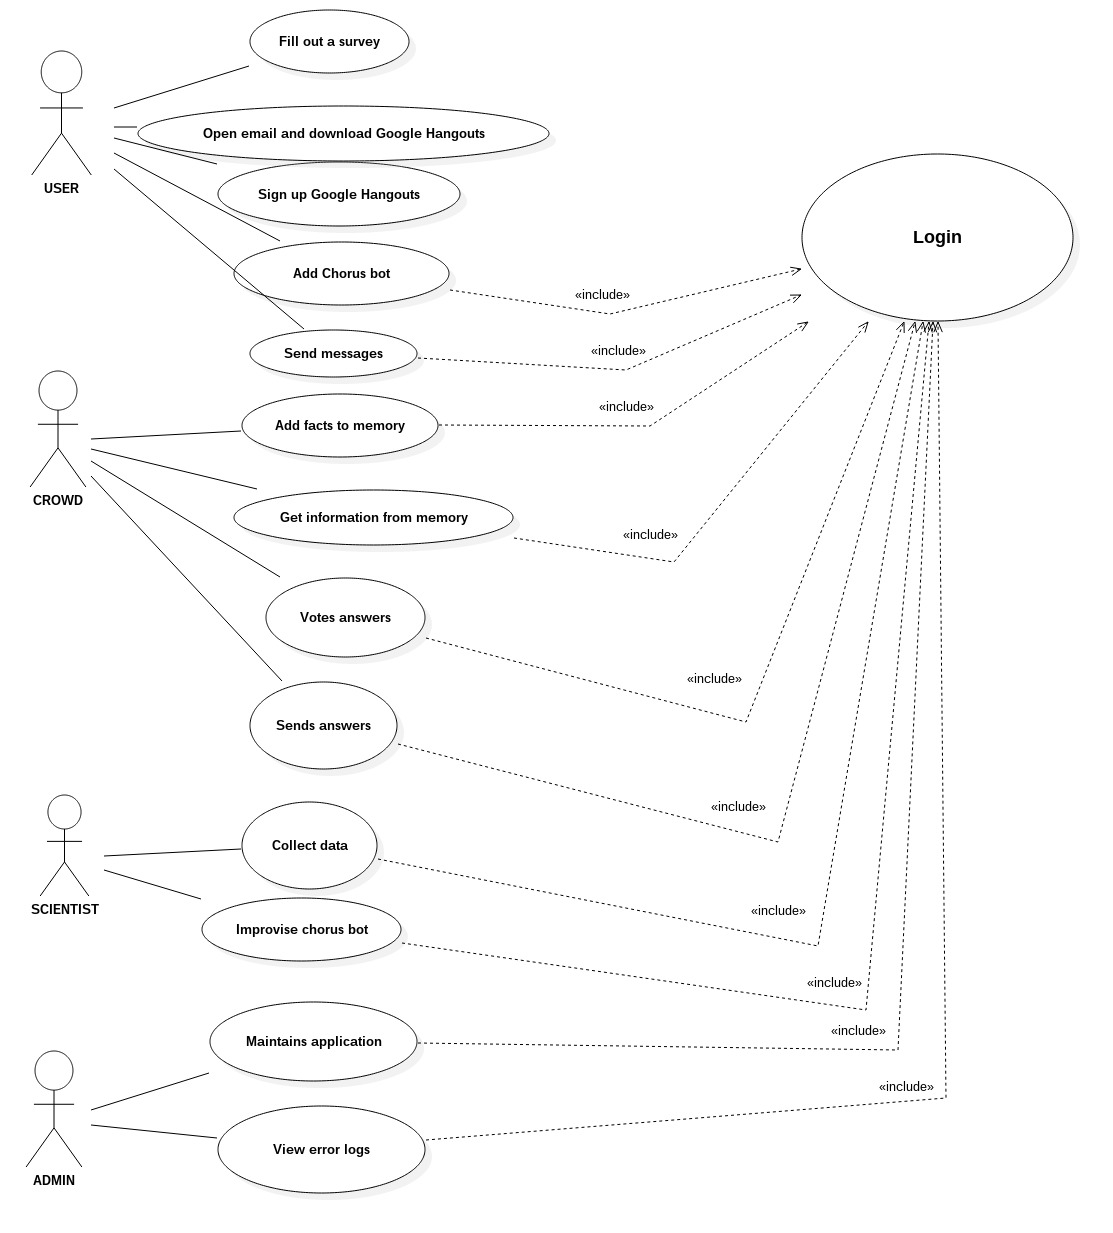 Fill out a survey
Open email and download Google Hangouts
USER
Sign up Google Hangouts
Login
Add Chorus bot
«include»
Send messages
«include»
CROWD
Add facts to memory
«include»
Get information from memory
«include»
Votes answers
«include»
Sends answers
«include»
SCIENTIST
Collect data
«include»
Improvise chorus bot
«include»
Maintains application
«include»
ADMIN
View error logs
«include»